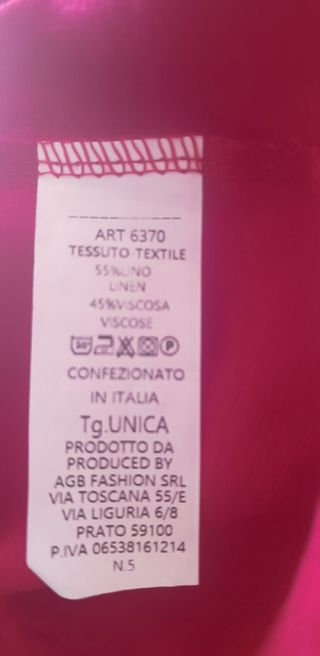 ART 6370
TESSUTO-TEXTILE
55%LINO
LINEN
45%VISCOSA
VISCOSE
30°
P
CONFEZIONATO
IN ITALIA
Tg.UNICA
PRODOTTO DA
PRODUCED BY
AGB FASHION SRL
VIA TOSCANA 55/E
VIA LIGURIA 6/8
PRATO 59100
P.IVA 06538161214
N.5